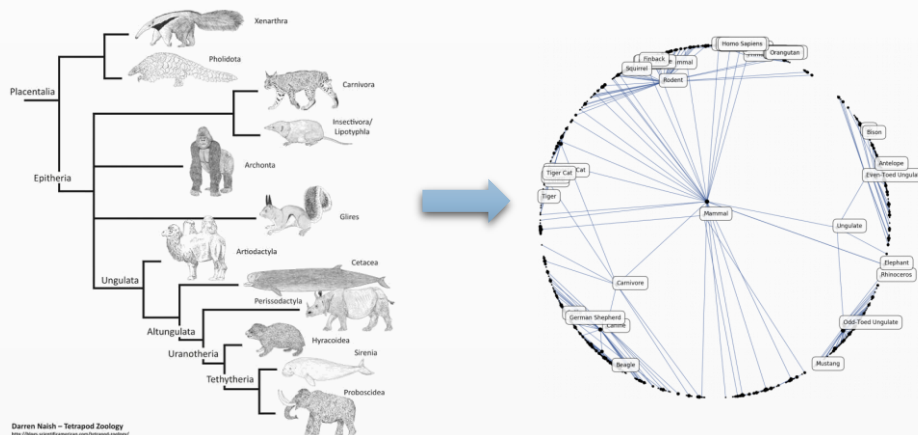 Xenarthra
Pholidota
Placentalia
Carnivora
Insectivora/
Lipotyphla
Archonta
Epitheria
Glires
Artiodactyla
Cetacea
Ungulata
Perissodactyla
Altungulata
Hyracoidea
Uranotheria
Sirenia
Tethytheria
Proboscidea
Darren Naish – Tetrapod Zoology
Homo Sapiens
Orangutan
Finback
Squirrel
Rodent
Bison
Antelope
Even-Toed Ungulate
Tiger Cat
Cat
Tiger
Mammal
Ungulate
Elephant
Rhinoceros
Carnivore
German Shepherd
Canine
Odd-Toed Ungulate
Beagle
Mustang